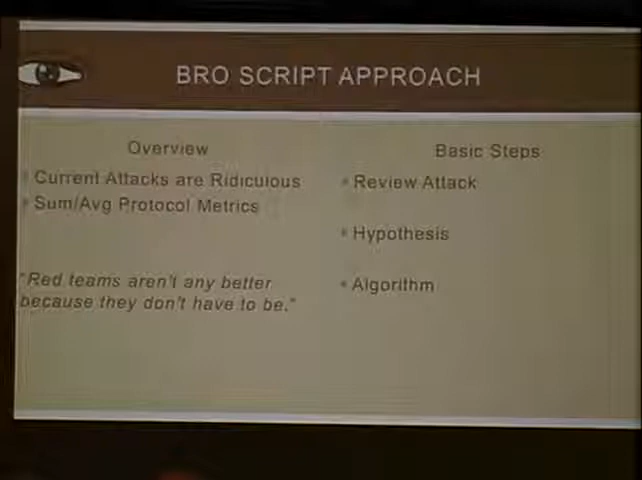 BRO SCRIPT APPROACH
Overview
Current Attacks are Ridiculous
Sum/Avg Protocol Metrics
"Red teams aren't any better
because they don't have to be."
Basic Steps
Review Attack
Hypothesis
Algorithm